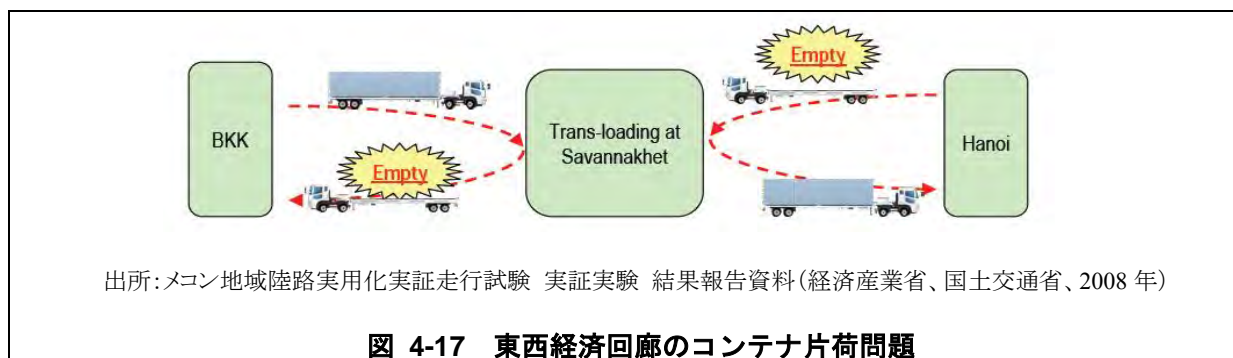 Empty
BKK
Trans-loading at
Savannakhet
Hanoi
Empty
出所：メコン地域陸路実用化実証走行試験 実証実験 結果報告資料（経済産業省、国土交通省、2008 年）
図 4-17 東西経済回廊のコンテナ片荷問題